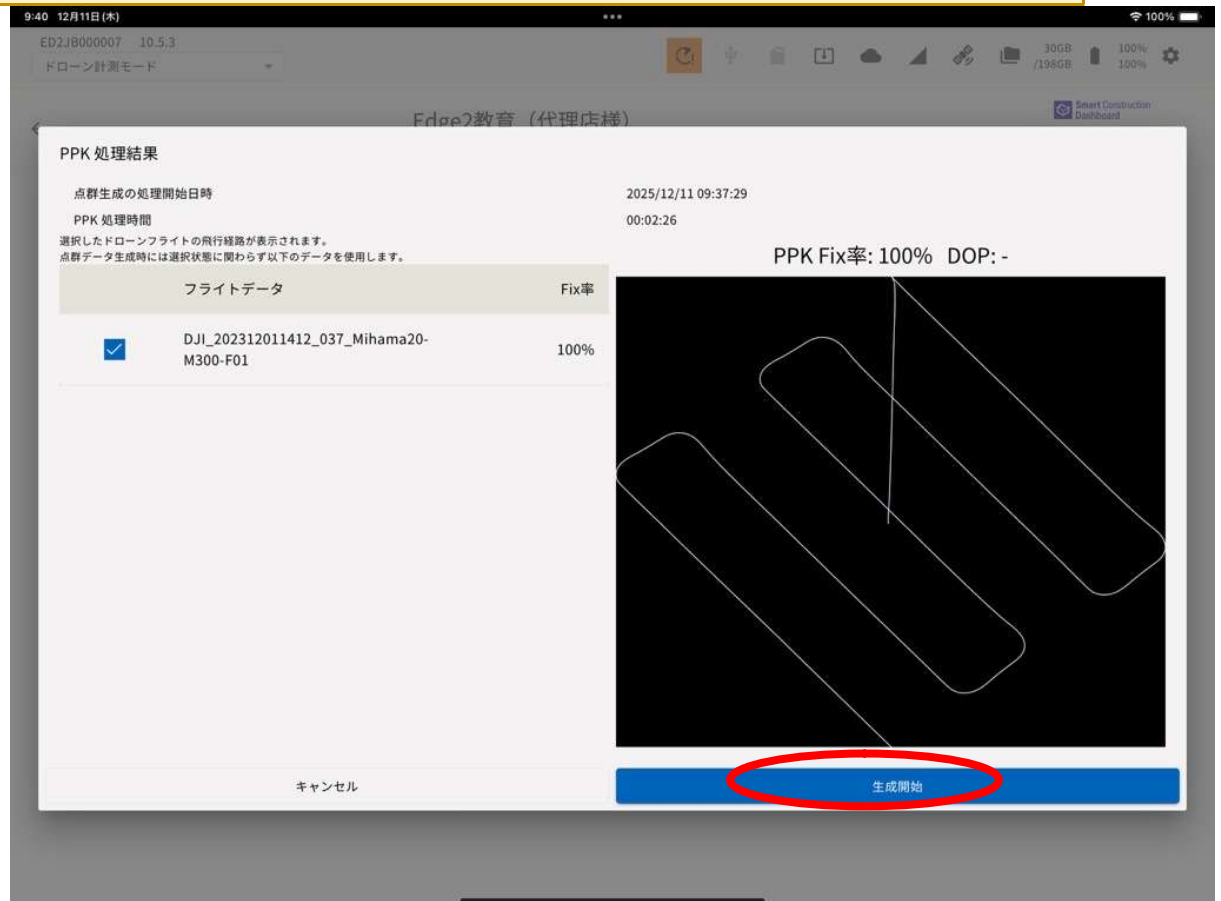 9:40 12月11日(木)
100%
ED2JB000007 10.5.3
ドローン計測モード
30GB
/198GB
100%
100%
Edge2教育（代理店様）
Smart Construction
Dashboard
PPK 処理結果
点群生成の処理開始日時 2025/12/11 09:37:29
PPK 処理時間 00:02:26
選択したドローンフライトの飛行経路が表示されます。
点群データ生成時には選択状態に関わらず以下のデータを使用します。
PPK Fix率: 100% DOP: -
フライトデータ Fix率
DJI_202312011412_037_Mihama20-
M300-F01
100%
キャンセル
生成開始